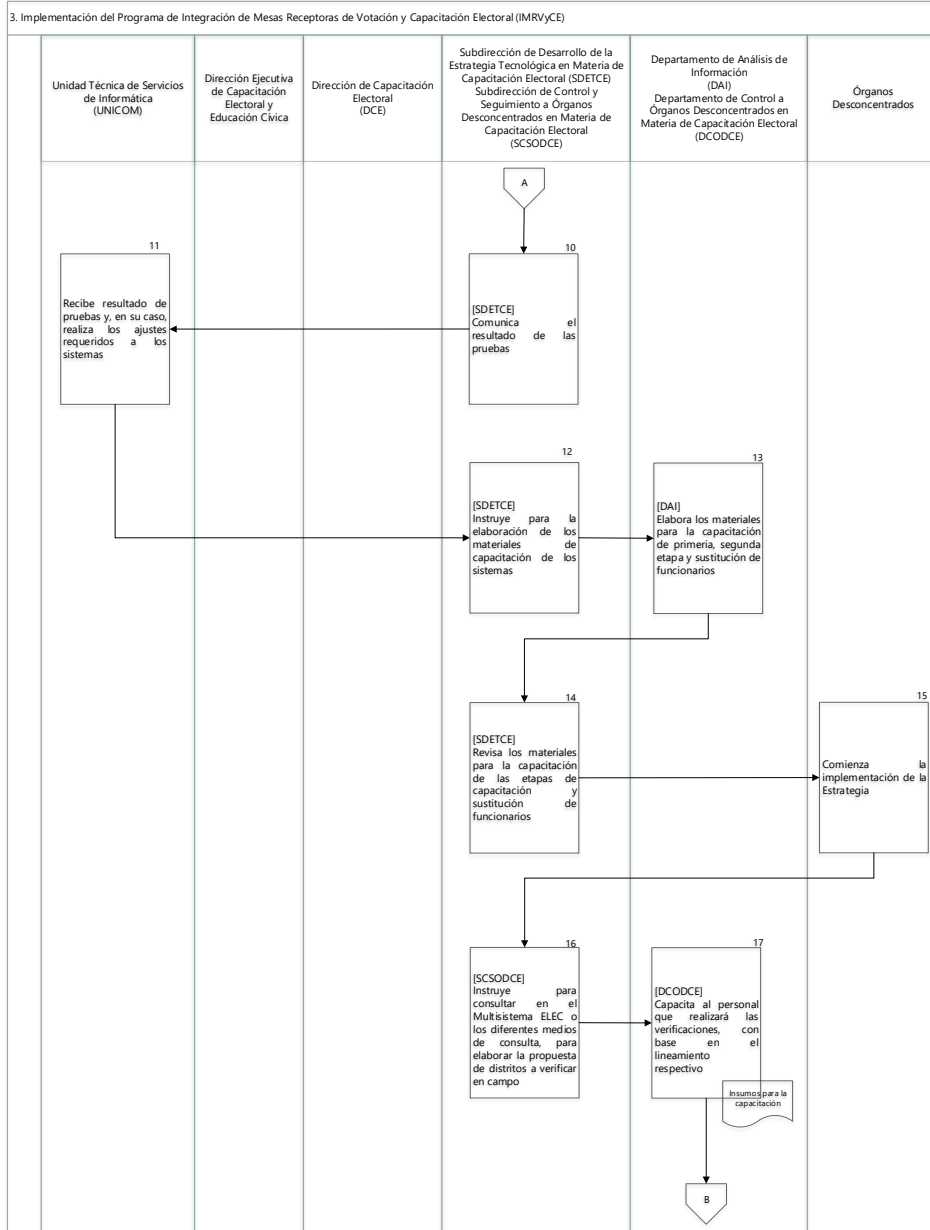 3. Implementación del Programa de Integración de Mesas Receptoras de Votación y Capacitación Electoral (IMRVyCE)
Unidad Técnica de Servicios
de Informática
(UNICOM)
Dirección Ejecutiva
de Capacitación
Electoral y
Educación Cívica
Dirección de Capacitación
Electoral
(DCE)
Subdirección de Desarrollo de la
Estrategia Tecnológico en Materia de
Capacitación Electoral (SDETCE)
Subdirección de Control y
Seguimiento a Órganos
Desconcentrados en Materia de
Capacitación Electoral
(SCSODCE)
Departamento de Análisis de
Información
(DAI)
Departamento de Control a
Órganos Desconcentrados en
Materia de Capacitación Electoral
(DCODCE)
Órganos
Desconcentrados
A
10
[SDETCE]
Comunica el
resultado de las
pruebas
11
Recibe resultado de
pruebas y, en su caso,
realiza los ajustes
requeridos a los
sistemas
12
[SDETCE]
Instruye para la
elaboración de los
materiales de
capacitación de los
sistemas
13
[DAI]
Elabora los materiales
para la capacitación
de primeria, segunda
etapa y sustitución de
funcionarios
14
[SDETCE]
Revisa los materiales
para la capacitación
de las etapas de
capacitación y
sustitución de
funcionarios
15
Comienza la
implementación de la
Estrategia
16
[SCSODCE]
Instruye para
consultar en el
Multisistema ELEC o
los diferentes medios
de consulta, para
elaborar la propuesta
de distritos a verificar
en campo
17
[DCODCE]
Capacita al personal
que realizará las
verificaciones, con
base en el
lineamiento
respectivo
Insumos para la
capacitación
B